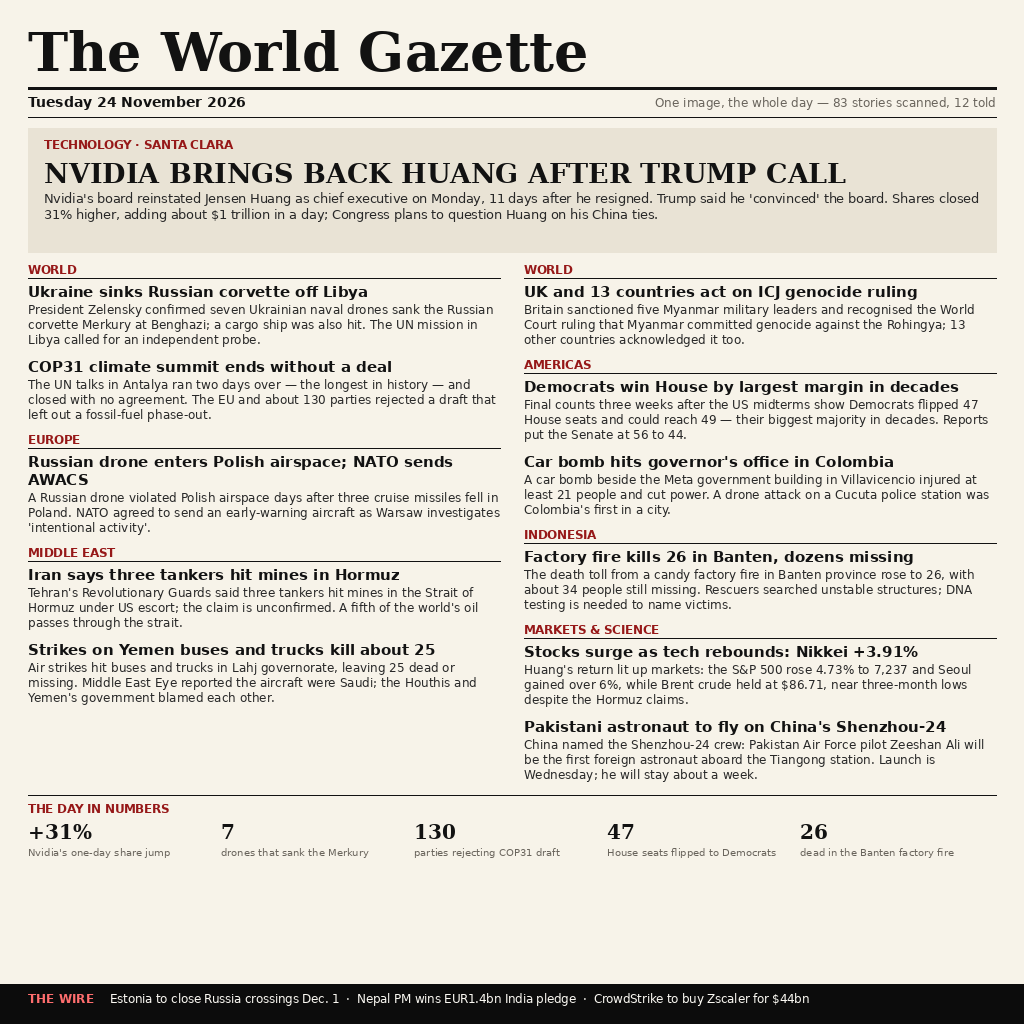 The World Gazette
Tuesday 24 November 2026
One image, the whole day — 83 stories scanned, 12 told
TECHNOLOGY · SANTA CLARA
NVIDIA BRINGS BACK HUANG AFTER TRUMP CALL
Nvidia's board reinstated Jensen Huang as chief executive on Monday, 11 days after he resigned. Trump said he 'convinced' the board. Shares closed
31% higher, adding about $1 trillion in a day; Congress plans to question Huang on his China ties.
WORLD
Ukraine sinks Russian corvette off Libya
President Zelensky confirmed seven Ukrainian naval drones sank the Russian
corvette Merkury at Benghazi; a cargo ship was also hit. The UN mission in
Libya called for an independent probe.
COP31 climate summit ends without a deal
The UN talks in Antalya ran two days over — the longest in history — and
closed with no agreement. The EU and about 130 parties rejected a draft that
left out a fossil-fuel phase-out.
EUROPE
Russian drone enters Polish airspace; NATO sends
AWACS
A Russian drone violated Polish airspace days after three cruise missiles fell in
Poland. NATO agreed to send an early-warning aircraft as Warsaw investigates
'intentional activity'.
MIDDLE EAST
Iran says three tankers hit mines in Hormuz
Tehran's Revolutionary Guards said three tankers hit mines in the Strait of
Hormuz under US escort; the claim is unconfirmed. A fifth of the world's oil
passes through the strait.
Strikes on Yemen buses and trucks kill about 25
Air strikes hit buses and trucks in Lahj governorate, leaving 25 dead or
missing. Middle East Eye reported the aircraft were Saudi; the Houthis and
Yemen's government blamed each other.
WORLD
UK and 13 countries act on ICJ genocide ruling
Britain sanctioned five Myanmar military leaders and recognised the World
Court ruling that Myanmar committed genocide against the Rohingya; 13
other countries acknowledged it too.
AMERICAS
Democrats win House by largest margin in decades
Final counts three weeks after the US midterms show Democrats flipped 47
House seats and could reach 49 — their biggest majority in decades. Reports
put the Senate at 56 to 44.
Car bomb hits governor's office in Colombia
A car bomb beside the Meta government building in Villavicencio injured at
least 21 people and cut power. A drone attack on a Cucuta police station was
Colombia's first in a city.
INDONESIA
Factory fire kills 26 in Banten, dozens missing
The death toll from a candy factory fire in Banten province rose to 26, with
about 34 people still missing. Rescuers searched unstable structures; DNA
testing is needed to name victims.
MARKETS & SCIENCE
Stocks surge as tech rebounds: Nikkei +3.91%
Huang's return lit up markets: the S&P 500 rose 4.73% to 7,237 and Seoul
gained over 6%, while Brent crude held at $86.71, near three-month lows
despite the Hormuz claims.
Pakistani astronaut to fly on China's Shenzhou-24
China named the Shenzhou-24 crew: Pakistan Air Force pilot Zeeshan Ali will
be the first foreign astronaut aboard the Tiangong station. Launch is
Wednesday; he will stay about a week.
THE DAY IN NUMBERS
+31%
Nvidia's one-day share jump
7
drones that sank the Merkury
130
parties rejecting COP31 draft
47
House seats flipped to Democrats
26
dead in the Banten factory fire
THE WIRE Estonia to close Russia crossings Dec. 1 · Nepal PM wins EUR1.4bn India pledge · CrowdStrike to buy Zscaler for $44bn